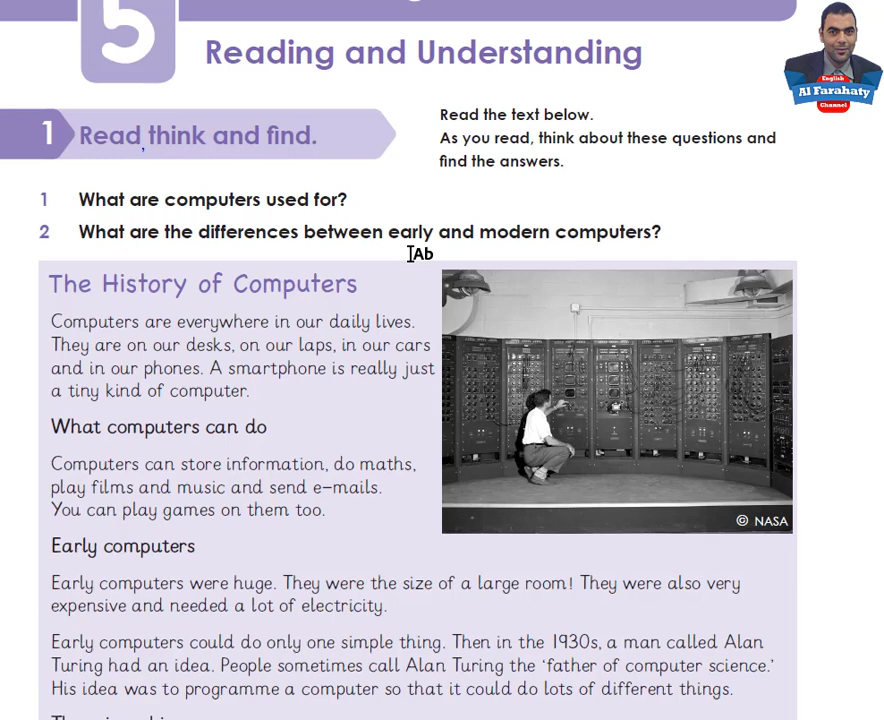 5
Reading and Understanding
English
Al Farahaty
Channel
1 Read, think and find.
Read the text below.
As you read, think about these questions and
find the answers.
1 What are computers used for?
2 What are the differences between early and modern computers?
Ab
The History of Computers
Computers are everywhere in our daily lives.
They are on our desks, on our laps, in our cars
and in our phones. A smartphone is really just
a tiny kind of computer.
What computers can do
Computers can store information, do maths,
play films and music and send e-mails.
You can play games on them too.
© NASA
Early computers
Early computers were huge. They were the size of a large room! They were also very
expensive and needed a lot of electricity.
Early computers could do only one simple thing. Then in the 1930s, a man called Alan
Turing had an idea. People sometimes call Alan Turing the 'father of computer science.'
His idea was to programme a computer so that it could do lots of different things.